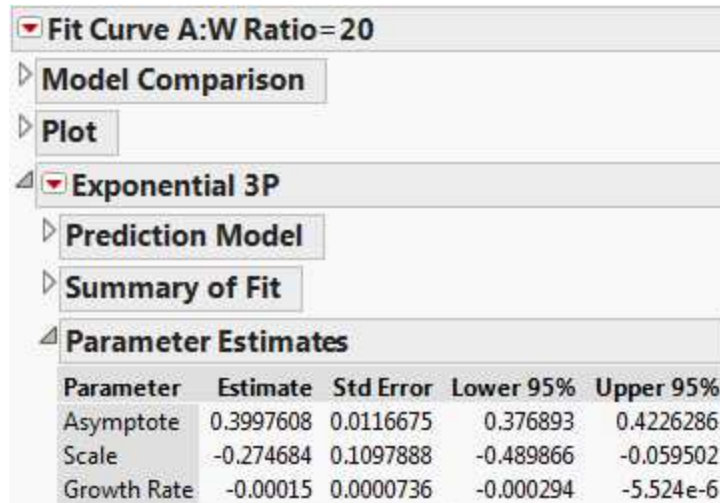 Fit Curve A:W Ratio=20
Model Comparison
Plot
Exponential 3P
Prediction Model
Summary of Fit
Parameter Estimates
Parameter Estimate Std Error Lower 95% Upper 95%
Asymptote 0.3997608 0.0116675 0.376893 0.4226286
Scale -0.274684 0.1097888 -0.489866 -0.059502
Growth Rate -0.00015 0.0000736 -0.000294 -5.524e-6